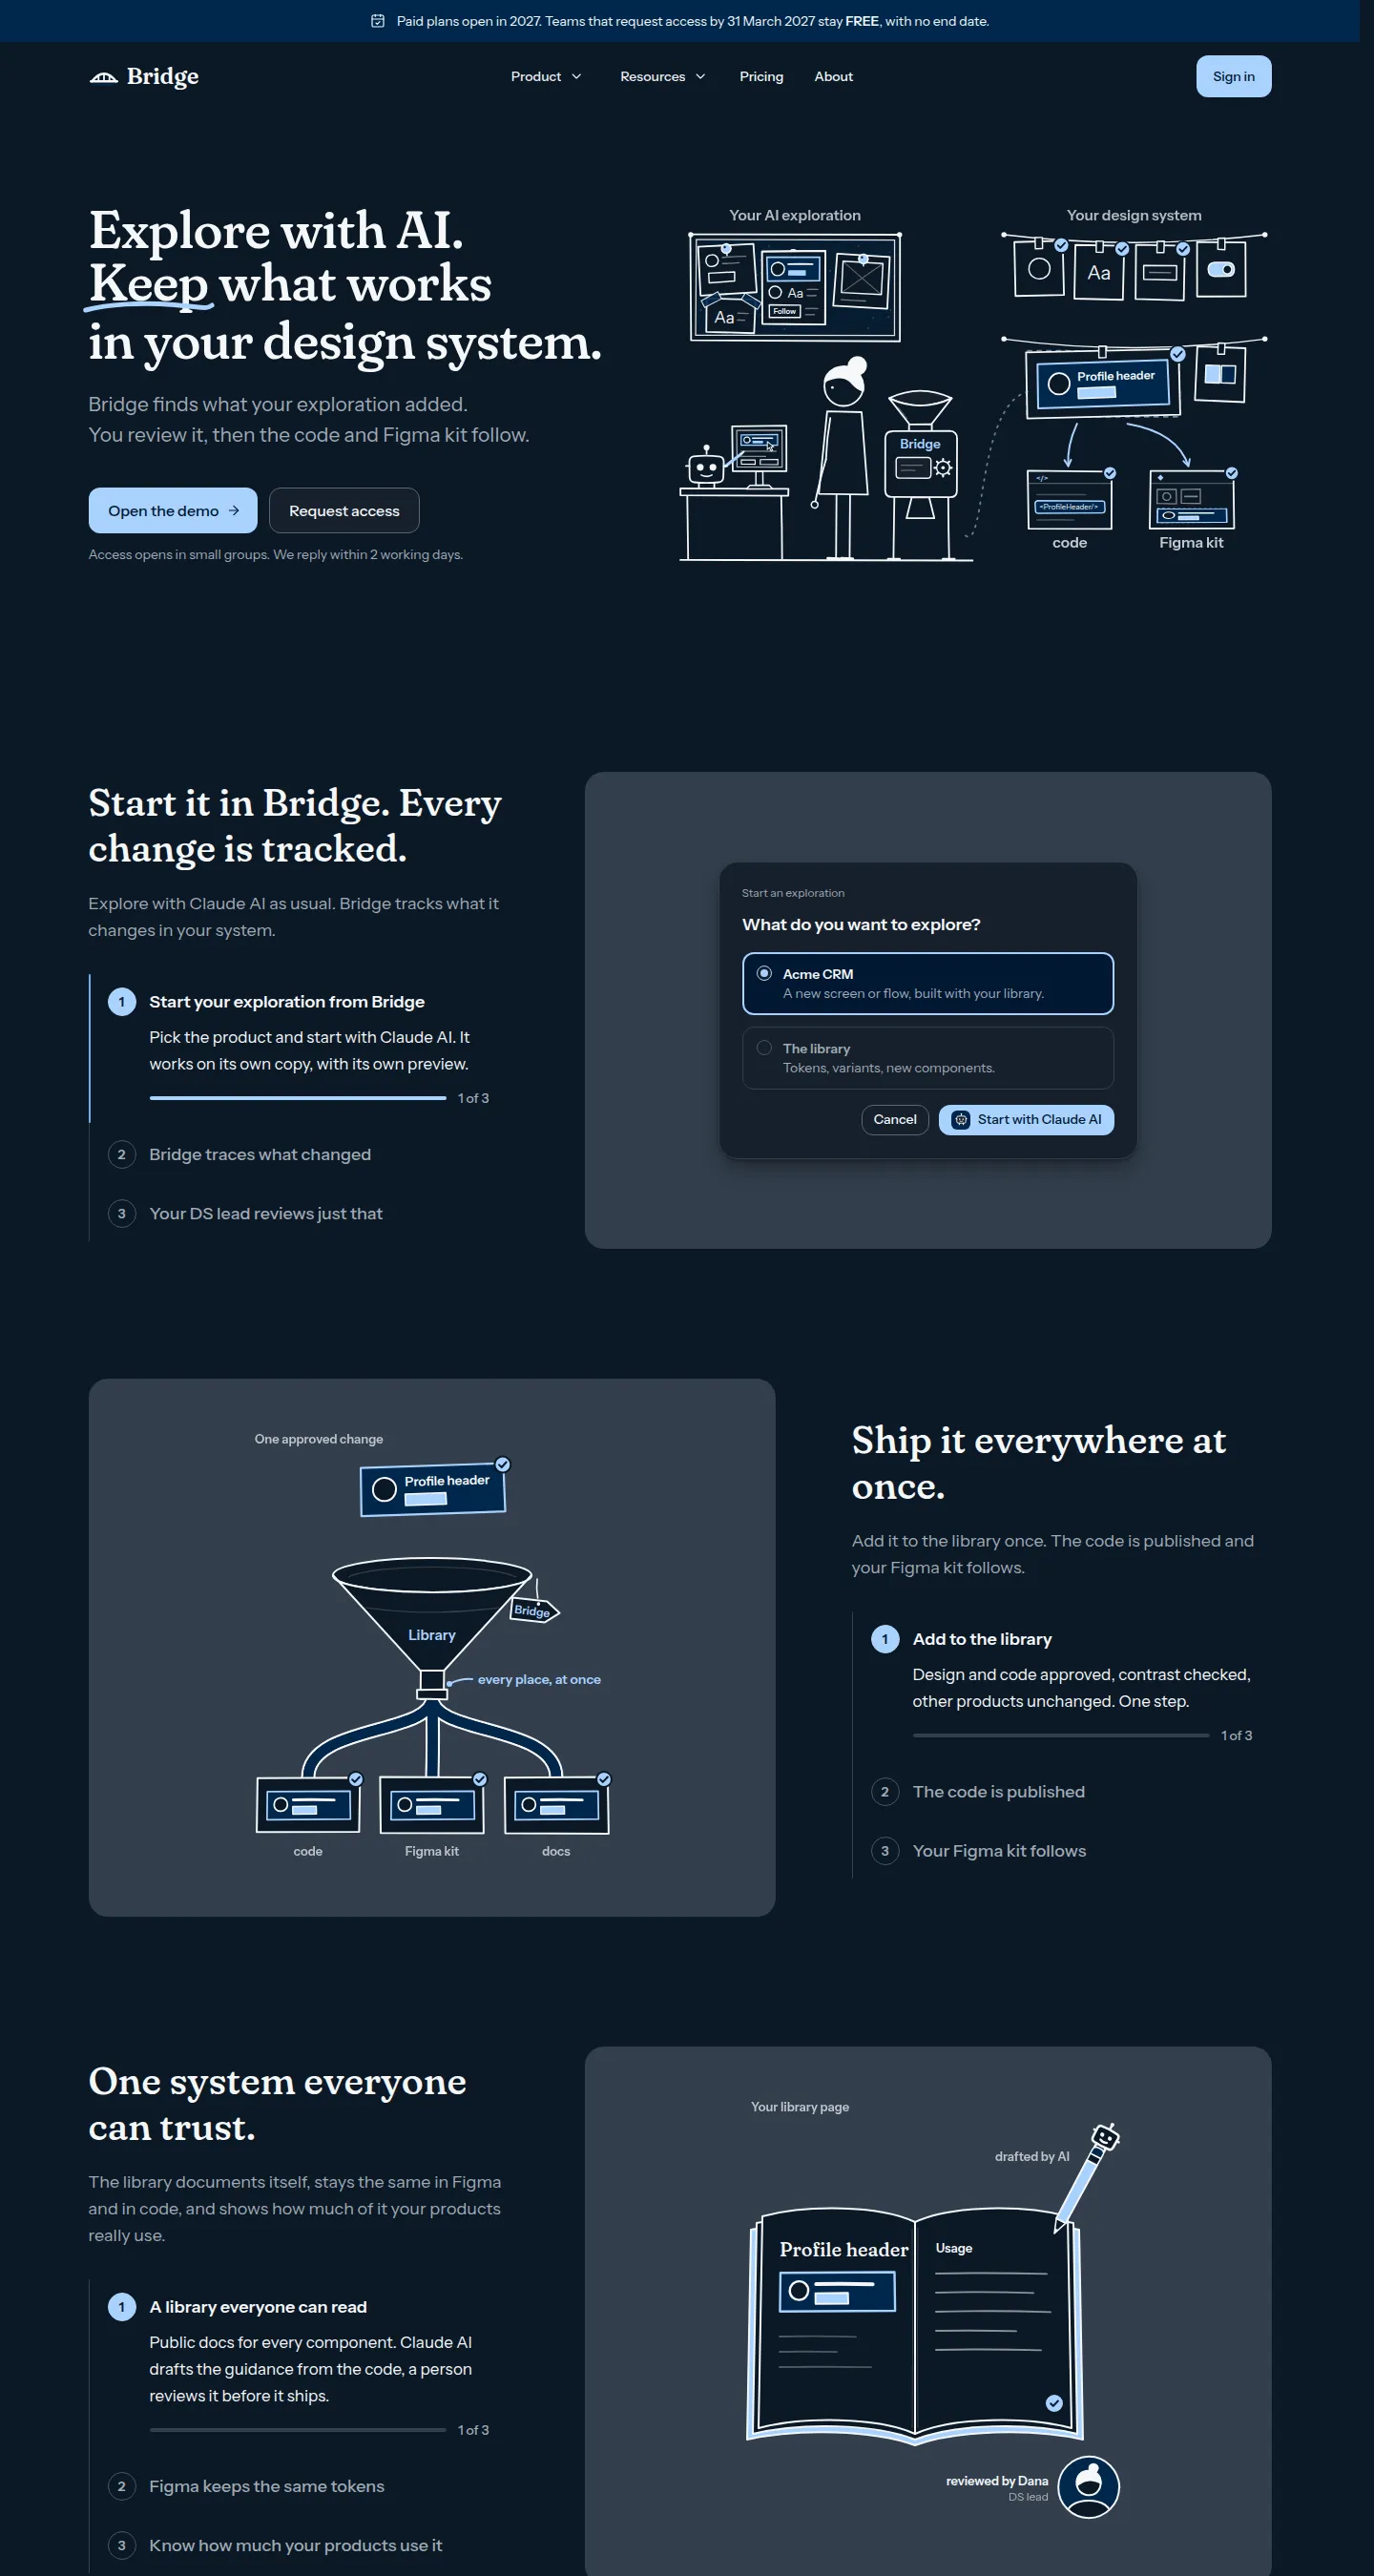 Paid plans open in 2027. Teams that request access by 31 March 2027 stay FREE, with no end date.
Bridge
Product
Resources
Pricing
About
Sign in
Explore with AI.
Keep what works
in your design system.
Bridge finds what your exploration added.
You review it, then the code and Figma kit follow.
Open the demo
Request access
Access opens in small groups. We reply within 2 working days.
Your AI exploration
Aa
Follow
Aa
Bridge
Your design system
Aa
Profile header
</>
<ProfileHeader/>
code
Figma kit
Start it in Bridge. Every
change is tracked.
Explore with Claude AI as usual. Bridge tracks what it
changes in your system.
1
Start your exploration from Bridge
Pick the product and start with Claude AI. It
works on its own copy, with its own preview.
1 of 3
2
Bridge traces what changed
3
Your DS lead reviews just that
Start an exploration
What do you want to explore?
Acme CRM
A new screen or flow, built with your library.
The library
Tokens, variants, new components.
Cancel
Start with Claude AI
One approved change
Profile header
Bridge
Library
every place, at once
code
Figma kit
docs
Ship it everywhere at
once.
Add it to the library once. The code is published and
your Figma kit follows.
1
Add to the library
Design and code approved, contrast checked,
other products unchanged. One step.
1 of 3
2
The code is published
3
Your Figma kit follows
One system everyone
can trust.
The library documents itself, stays the same in Figma
and in code, and shows how much of it your products
really use.
1
A library everyone can read
Public docs for every component. Claude AI
drafts the guidance from the code, a person
reviews it before it ships.
1 of 3
2
Figma keeps the same tokens
3
Know how much your products use it
Your library page
drafted by AI
Profile header
Usage
reviewed by Dana
DS lead